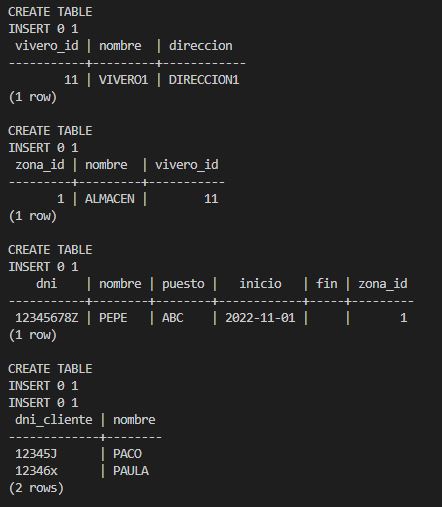 CREATE TABLE
INSERT 0 1
 vivero_id | nombre  | direccion
-----------+---------+------------
        11 | VIVERO1 | DIRECCION1
(1 row)

CREATE TABLE
INSERT 0 1
 zona_id | nombre  | vivero_id
---------+---------+-----------
       1 | ALMACEN |        11
(1 row)

CREATE TABLE
INSERT 0 1
    dni    | nombre | puesto |   inicio   | fin | zona_id
-----------+--------+--------+------------+-----+---------
 12345678Z | PEPE   | ABC    | 2022-11-01 |     |       1
(1 row)

CREATE TABLE
INSERT 0 1
INSERT 0 1
 dni_cliente | nombre
-------------+--------
 12345J      | PACO
 12346x      | PAULA
(2 rows)